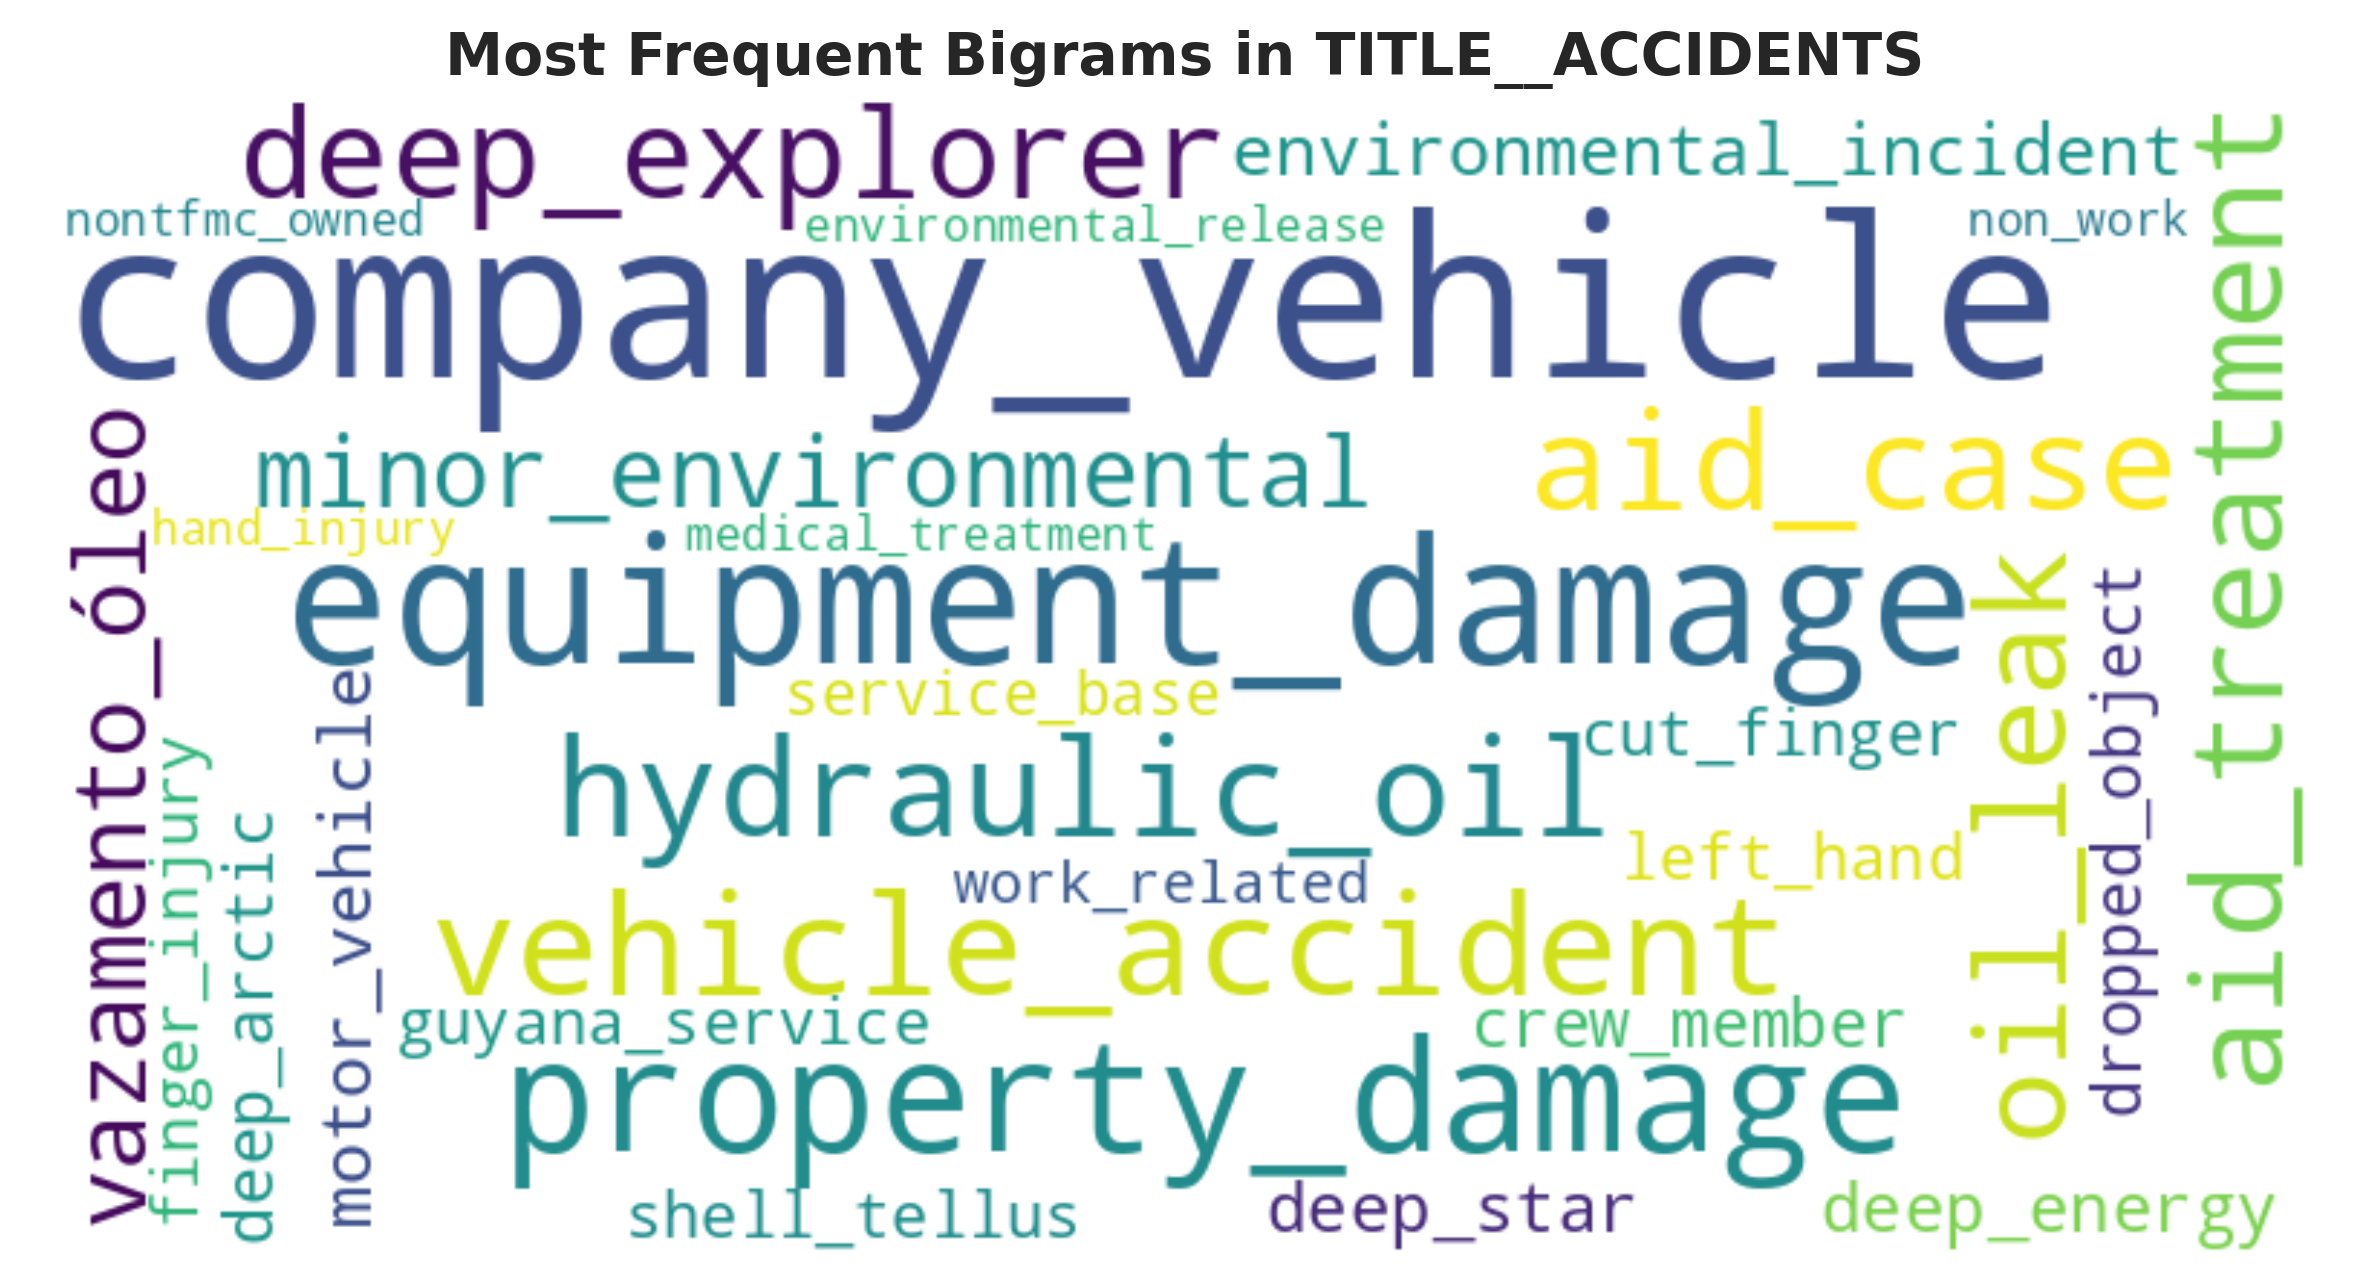 Most Frequent Bigrams in TITLE__ACCIDENTS
deep_explorer
environmental_incident
nontfmc_owned
environmental_release
non_work
company_vehicle
aid_treatment
vazamento_óleo
minor_environmental
aid_case
hand_injury
medical_treatment
equipment_damage
oil_leak
dropped_object
service_base
motor_vehicle
cut_finger
hydraulic_oil
finger_injury
deep_arctic
left_hand
work_related
vehicle_accident
guyana_service
crew_member
property_damage
shell_tellus
deep_star
deep_energy